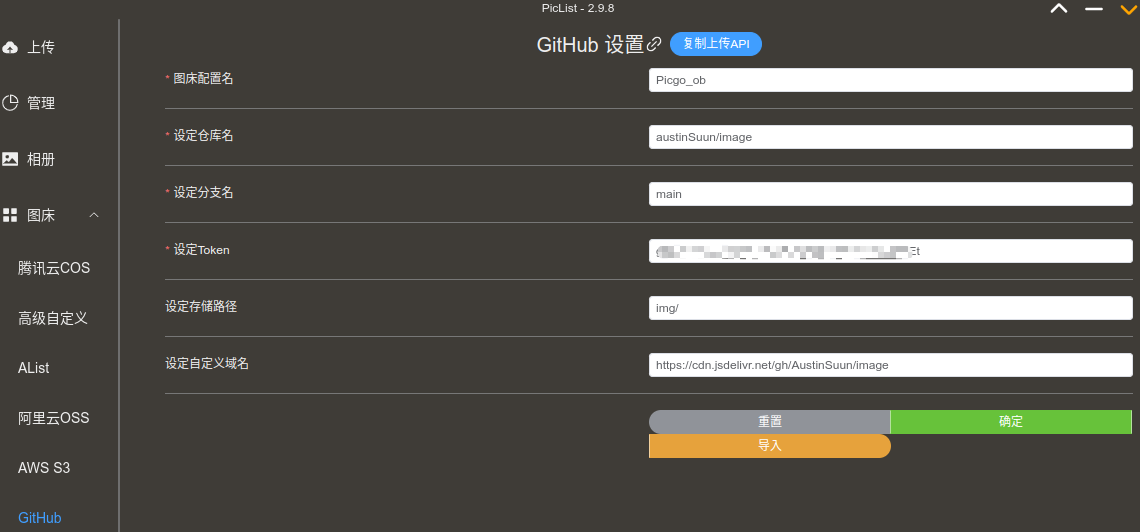 PicList - 2.9.8
上传
管理
相册
图床
腾讯云COS
高级自定义
AList
阿里云OSS
AWS S3
GitHub
GitHub 设置
复制上传API
* 图床配置名
Picgo_ob
* 设定仓库名
austinSuun/image
* 设定分支名
main
* 设定Token
Et
设定存储路径
img/
设定自定义域名
https://cdn.jsdelivr.net/gh/AustinSuun/image
重置
确定
导入